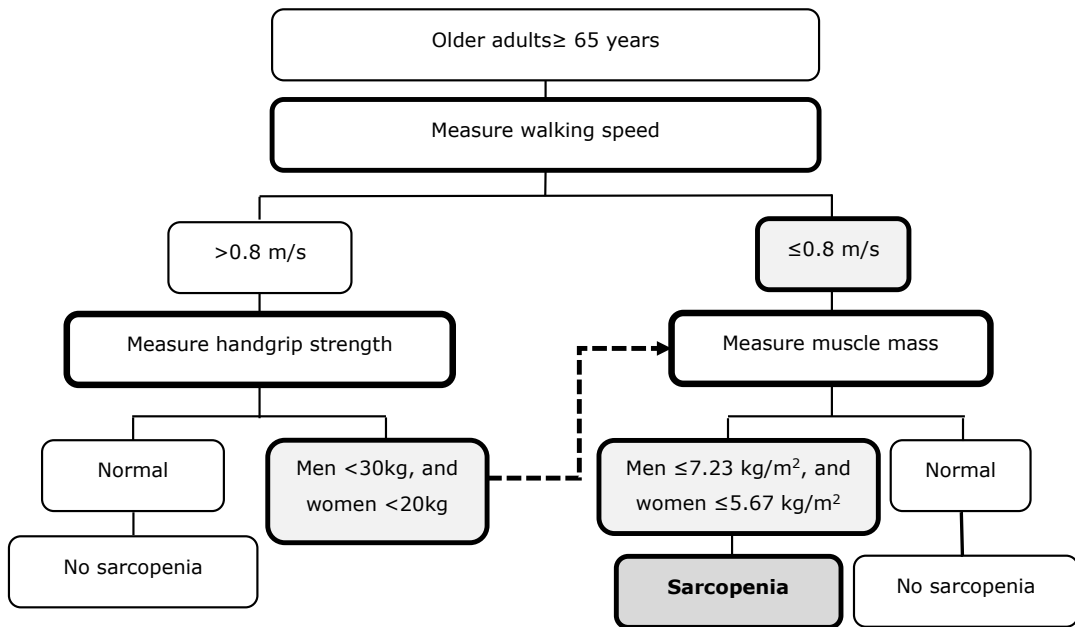 Older adults≥ 65 years
Measure walking speed
>0.8 m/s
≤0.8 m/s
Measure handgrip strength
Measure muscle mass
Normal
Men <30kg, and
women <20kg
Men ≤7.23 kg/m², and
women ≤5.67 kg/m²
Normal
No sarcopenia
Sarcopenia
No sarcopenia